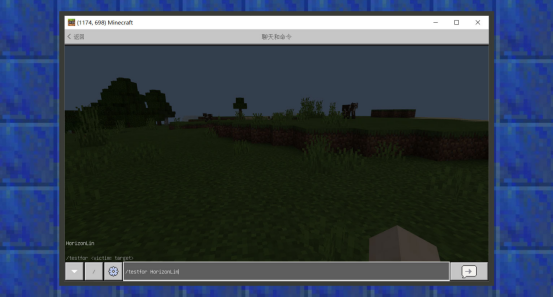 (1174, 698) Minecraft
返回
聊天和命令
HorizonLin
/testfor <victim: target>
/testfor HorizonLin